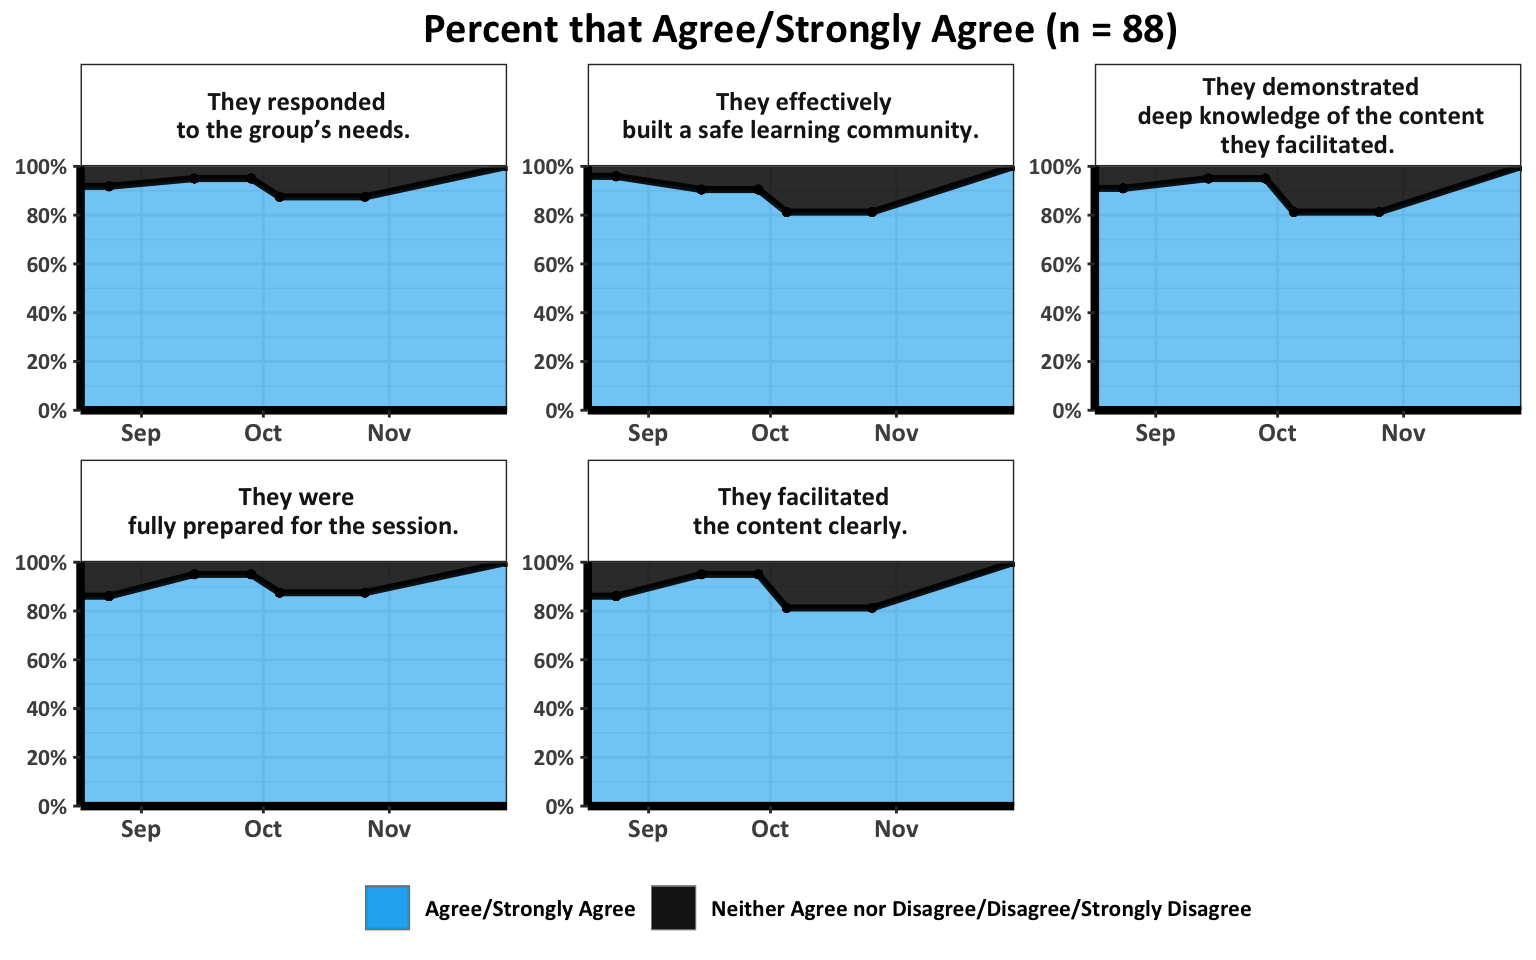 Percent that Agree/Strongly Agree (n = 88)
They responded
to the group’s needs.
100%
80%
60%
40%
20%
0%
Sep
Oct
Nov
They effectively
built a safe learning community.
100%
80%
60%
40%
20%
0%
Sep
Oct
Nov
They demonstrated
deep knowledge of the content
they facilitated.
100%
80%
60%
40%
20%
0%
Sep
Oct
Nov
They were
fully prepared for the session.
100%
80%
60%
40%
20%
0%
Sep
Oct
Nov
They facilitated
the content clearly.
100%
80%
60%
40%
20%
0%
Sep
Oct
Nov
Agree/Strongly Agree
Neither Agree nor Disagree/Disagree/Strongly Disagree